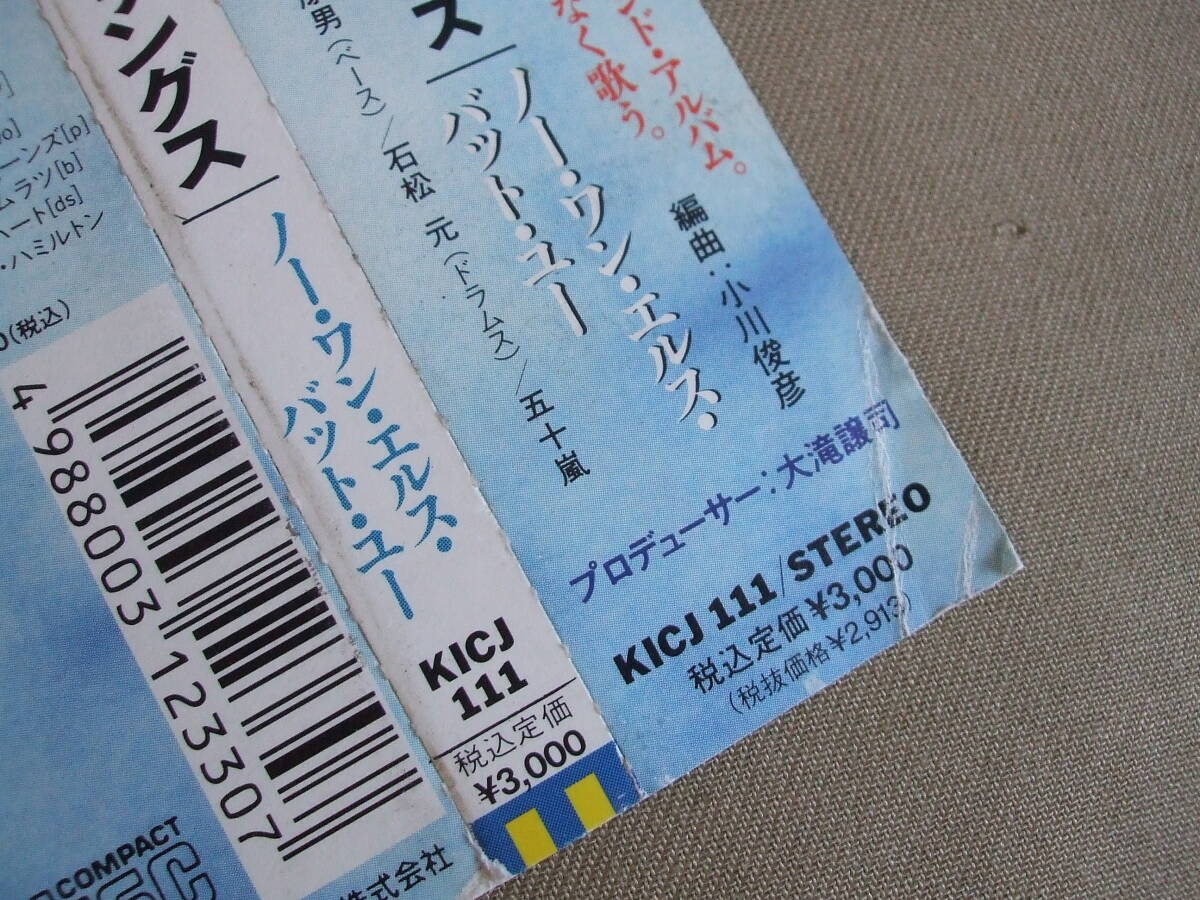 ンド・アルバム。
なく歌う。
編曲:小川俊彦
ス
ノー・ワン・エルス・
バット・ユー
男(ベース)/石松 元(ドラムス)/五十嵐
プロデューサー:大滝譲司
KICJ 111/STEREO
税込定価¥3,000
(税抜価格¥2,913)
ングス
ノー・ワン・エルス・
バット・ユー
KICJ
111
税込定価
¥3,000
ーンズ[p]
ムラツ[b]
ハート[ds]
・ハミルトン
0(税込)
4 988003 123307
COMPACT
株式会社